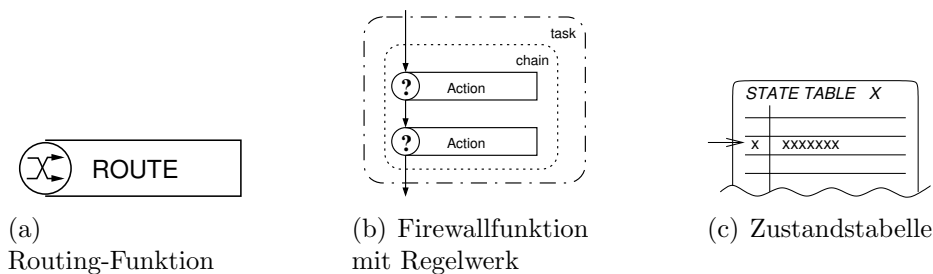 ROUTE
(a)
Routing-Funktion
task
chain
? Action
? Action
(b) Firewallfunktion
mit Regelwerk
STATE TABLE X
x xxxxxxx
(c) Zustandstabelle